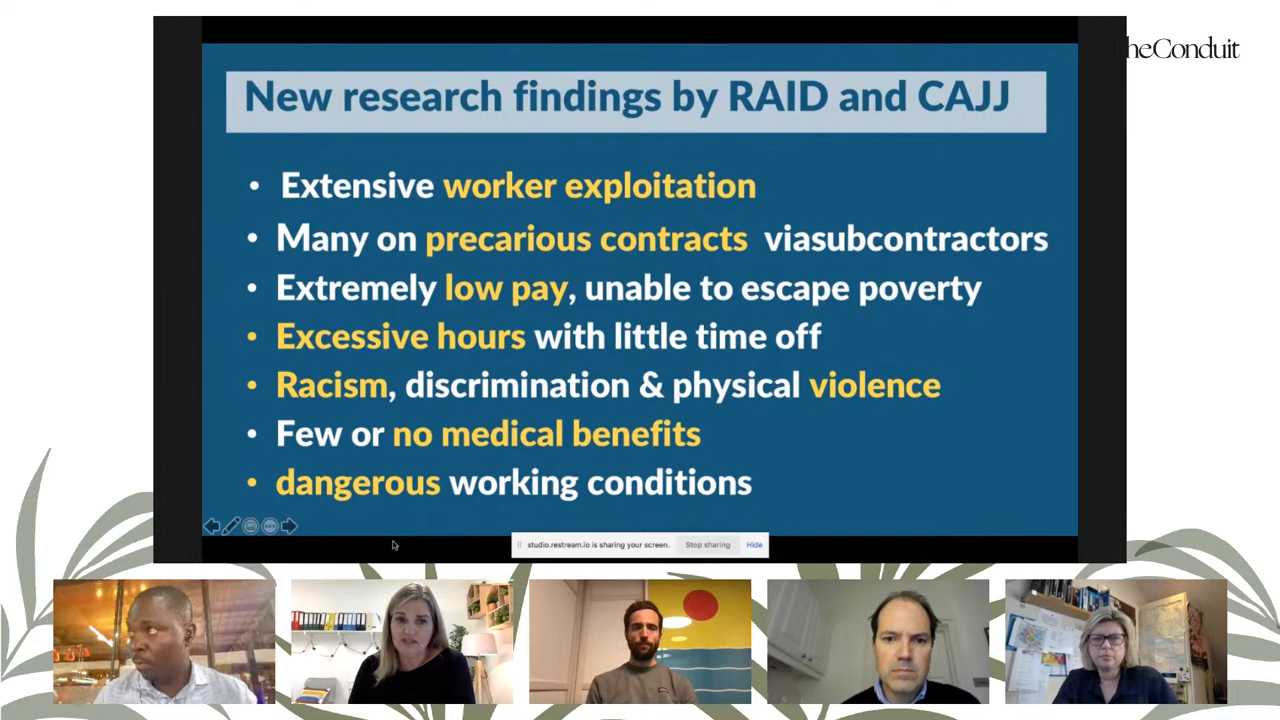 theConduit
New research findings by RAID and CAJJ
• Extensive worker exploitation
• Many on precarious contracts viasubcontractors
• Extremely low pay, unable to escape poverty
• Excessive hours with little time off
• Racism, discrimination & physical violence
• Few or no medical benefits
• dangerous working conditions
studio.restream.io is sharing your screen. Stop sharing Hide